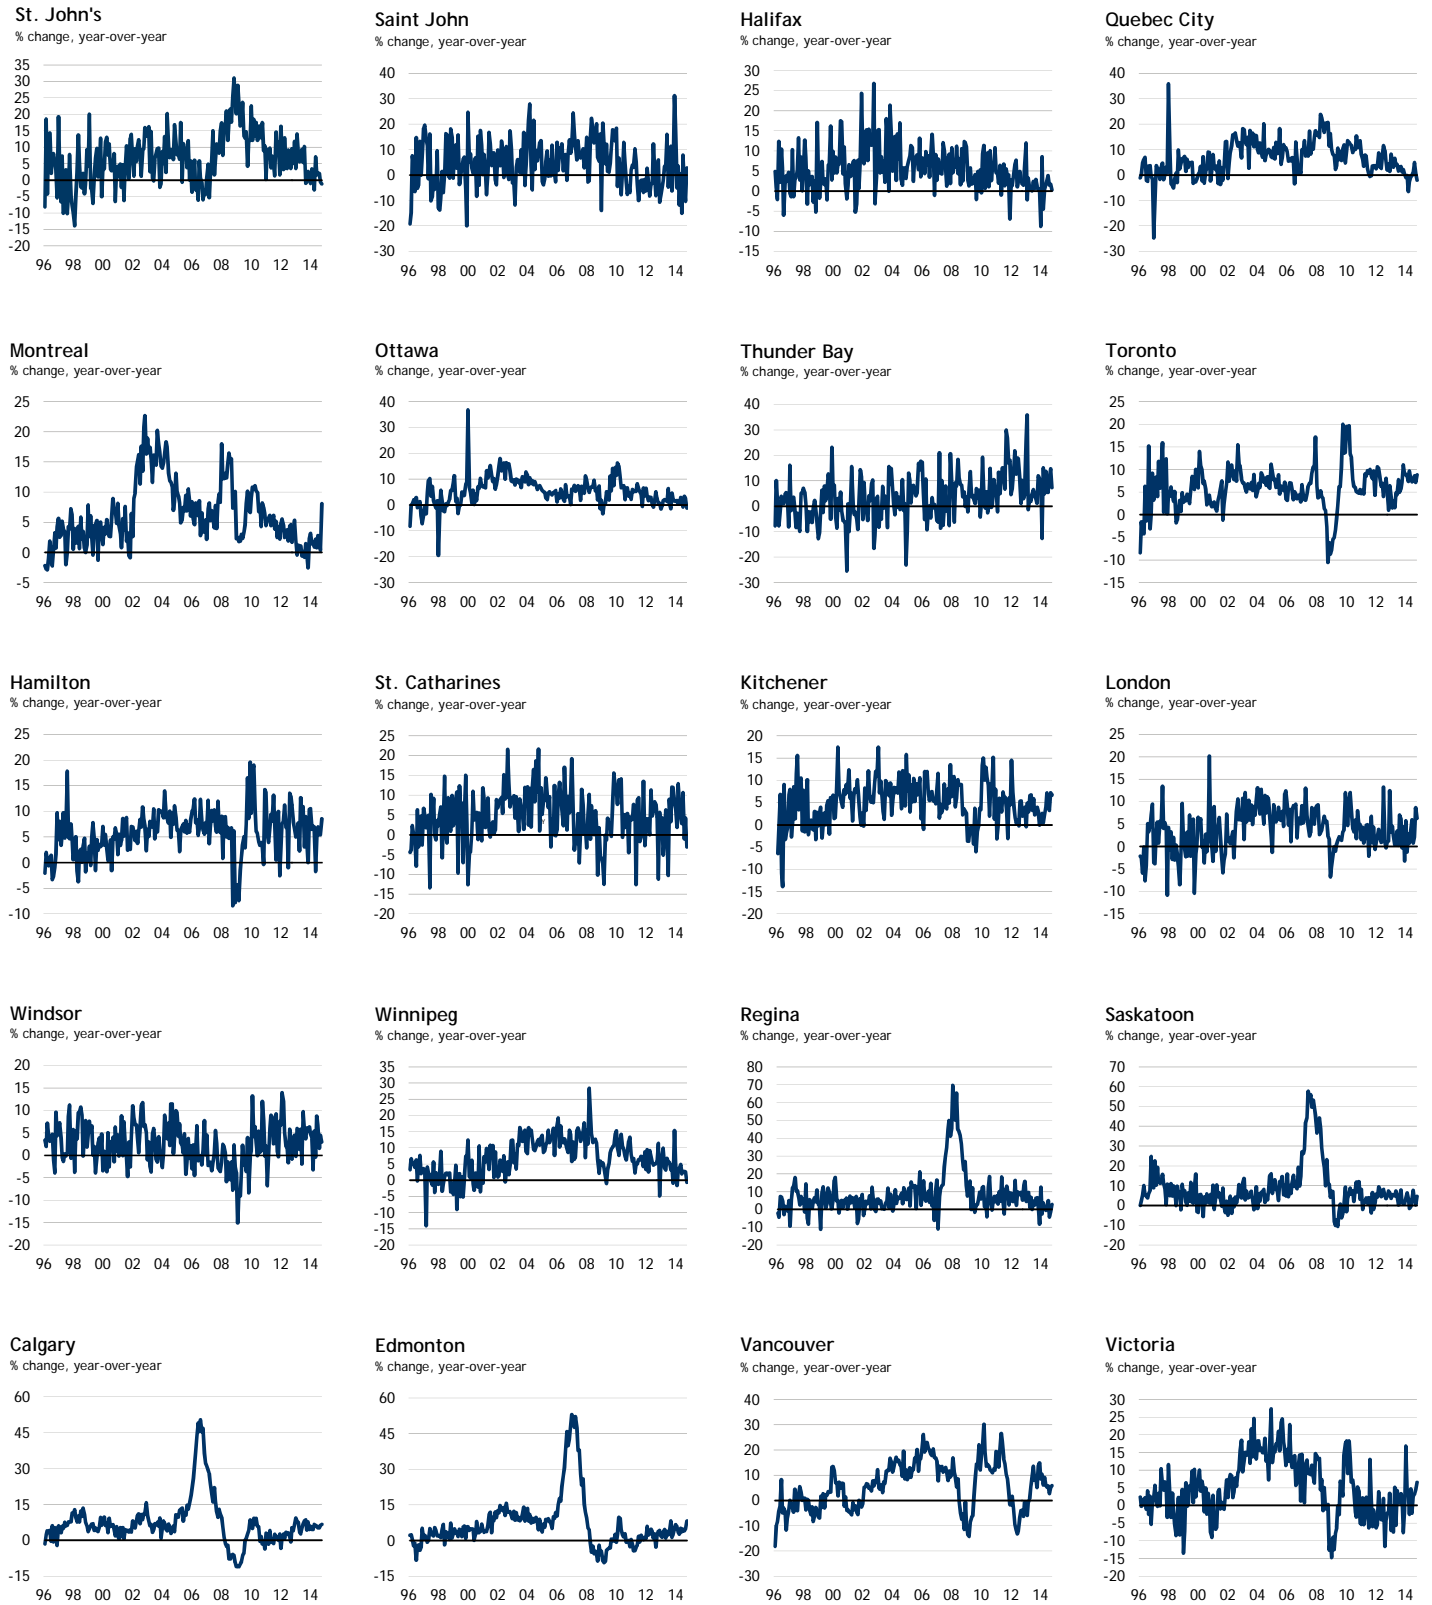 St. John's
% change, year-over-year
35
30
25
20
15
10
5
0
-5
-10
-15
-20
96 98 00 02 04 06 08 10 12 14
Saint John
% change, year-over-year
40
30
20
10
0
-10
-20
-30
96 98 00 02 04 06 08 10 12 14
Halifax
% change, year-over-year
30
25
20
15
10
5
0
-5
-10
-15
96 98 00 02 04 06 08 10 12 14
Quebec City
% change, year-over-year
40
30
20
10
0
-10
-20
-30
96 98 00 02 04 06 08 10 12 14
Montreal
% change, year-over-year
25
20
15
10
5
0
-5
96 98 00 02 04 06 08 10 12 14
Ottawa
% change, year-over-year
40
30
20
10
0
-10
-20
-30
96 98 00 02 04 06 08 10 12 14
Thunder Bay
% change, year-over-year
40
30
20
10
0
-10
-20
-30
96 98 00 02 04 06 08 10 12 14
Toronto
% change, year-over-year
25
20
15
10
5
0
-5
-10
-15
96 98 00 02 04 06 08 10 12 14
Hamilton
% change, year-over-year
25
20
15
10
5
0
-5
-10
96 98 00 02 04 06 08 10 12 14
St. Catharines
% change, year-over-year
25
20
15
10
5
0
-5
-10
-15
-20
96 98 00 02 04 06 08 10 12 14
Kitchener
% change, year-over-year
20
15
10
5
0
-5
-10
-15
-20
96 98 00 02 04 06 08 10 12 14
London
% change, year-over-year
25
20
15
10
5
0
-5
-10
-15
96 98 00 02 04 06 08 10 12 14
Windsor
% change, year-over-year
20
15
10
5
0
-5
-10
-15
-20
96 98 00 02 04 06 08 10 12 14
Winnipeg
% change, year-over-year
35
30
25
20
15
10
5
0
-5
-10
-15
-20
96 98 00 02 04 06 08 10 12 14
Regina
% change, year-over-year
80
70
60
50
40
30
20
10
0
-10
-20
96 98 00 02 04 06 08 10 12 14
Saskatoon
% change, year-over-year
70
60
50
40
30
20
10
0
-10
-20
96 98 00 02 04 06 08 10 12 14
Calgary
% change, year-over-year
60
45
30
15
0
-15
96 98 00 02 04 06 08 10 12 14
Edmonton
% change, year-over-year
60
45
30
15
0
-15
96 98 00 02 04 06 08 10 12 14
Vancouver
% change, year-over-year
40
30
20
10
0
-10
-20
-30
96 98 00 02 04 06 08 10 12 14
Victoria
% change, year-over-year
30
25
20
15
10
5
0
-5
-10
-15
-20
96 98 00 02 04 06 08 10 12 14